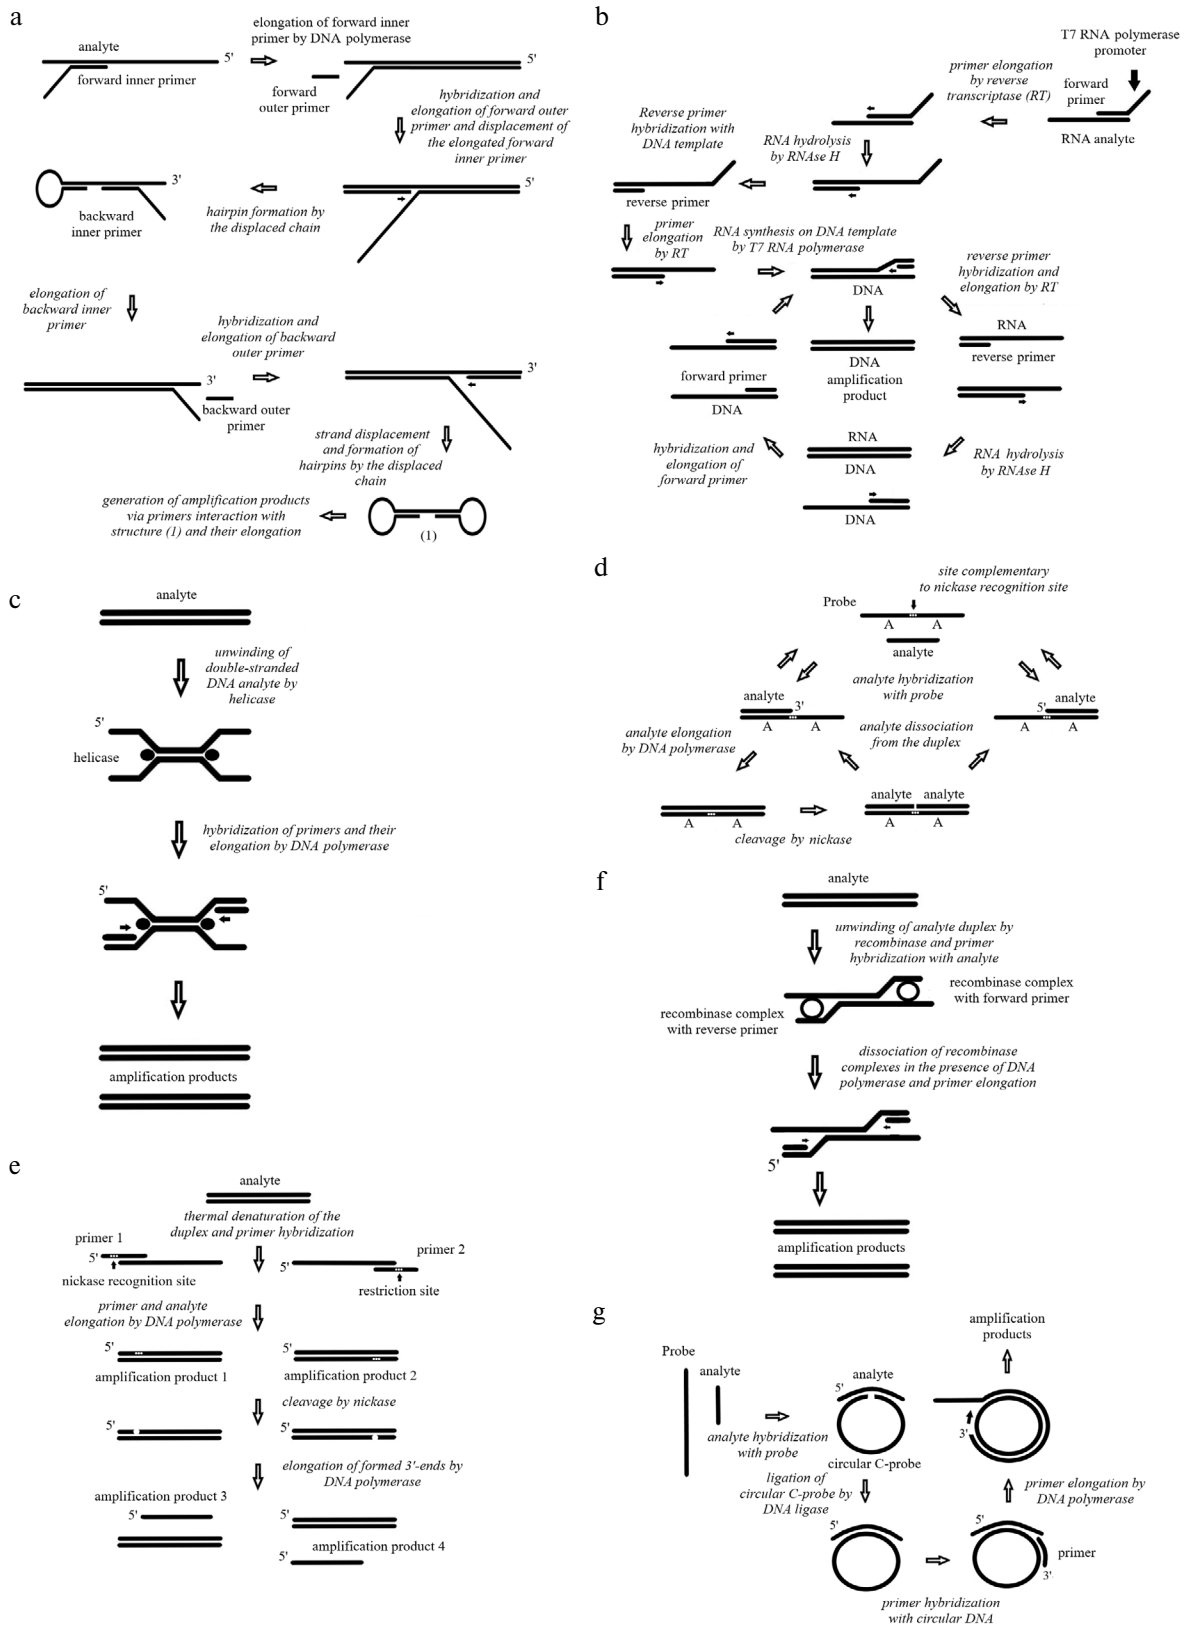 a
elongation of forward inner
primer by DNA polymerase
analyte
5'
forward inner primer
5'
forward
outer primer
hybridization and
elongation of forward outer
primer and displacement of
the elongated forward
inner primer
5'
3'
backward
inner primer
hairpin formation by
the displaced chain
elongation of
backward inner
primer
hybridization and
elongation of backward
outer primer
3'
backward outer
primer
3'
strand displacement
and formation of
hairpins by the displaced
chain
generation of amplification products
via primers interaction with
structure (1) and their elongation
(1)
b
T7 RNA polymerase
promoter
primer elongation
by reverse
transcriptase (RT)
forward
primer
RNA analyte
Reverse primer
hybridization with
DNA template
RNA hydrolysis
by RNAse H
reverse primer
primer
elongation
by RT
RNA synthesis on DNA template
by T7 RNA polymerase
DNA
reverse primer
hybridization and
elongation by RT
RNA
reverse primer
DNA
amplification
product
forward primer
DNA
hybridization and
elongation of
forward primer
RNA
DNA
RNA hydrolysis
by RNAse H
DNA
c
analyte
unwinding of
double-stranded
DNA analyte by
helicase
5'
helicase
hybridization of primers and their
elongation by DNA polymerase
5'
amplification products
d
site complementary
to nickase recognition site
Probe
A A
analyte
analyte hybridization
with probe
analyte
3'
A A
analyte
5'
A A
analyte elongation
by DNA polymerase
analyte dissociation
from the duplex
analyte analyte
A A
A A
cleavage by nickase
f
analyte
unwinding of analyte duplex by
recombinase and primer
hybridization with analyte
recombinase complex
with forward primer
recombinase complex
with reverse primer
dissociation of recombinase
complexes in the presence of DNA
polymerase and primer elongation
5'
amplification products
e
analyte
thermal denaturation of the
duplex and primer hybridization
primer 1
5'
nickase recognition site
primer 2
5'
restriction site
primer and analyte
elongation by DNA polymerase
5'
amplification product 1
5'
amplification product 2
cleavage by nickase
5'
5'
elongation of formed 3'-ends by
DNA polymerase
amplification product 3
5'
5'
amplification product 4
5'
g
amplification
products
Probe
analyte
analyte hybridization
with probe
analyte
5'
circular C-probe
3'
ligation of
circular C-probe by
DNA ligase
primer elongation by
DNA polymerase
5'
5'
primer
3'
primer hybridization
with circular DNA